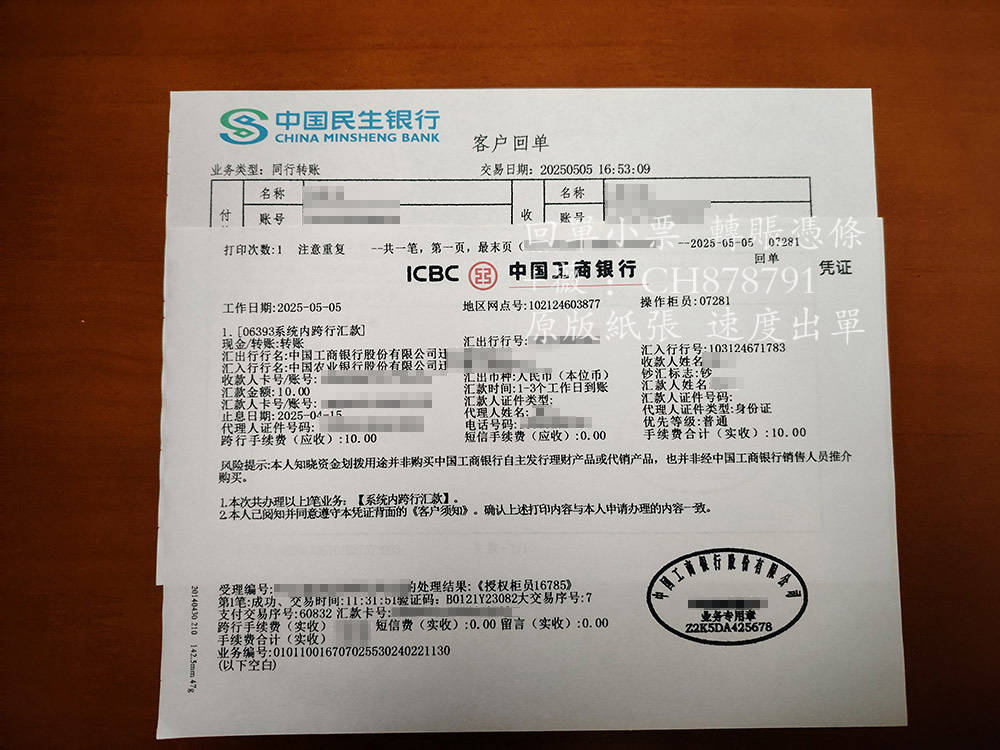 中国民生银行
CHINA MINSHENG BANK
客户回单
业务类型：同行转账
交易日期：20250505 16:53:09
付
名称
账号
收
名称
账号
回單小票 轉賬憑條
CH878791
原版紙張 速度出單
打印次数:1 注意重复 --共一笔，第一页，最末页（
--2025-05-05 07281
回单
凭证
ICBC 中国工商银行
工作日期:2025-05-05
地区网点号:102124603877
操作柜员:07281
1.[06393系统内跨行汇款]
现金/转账:转账
汇出行行号:
汇入行行号:103124671783
汇出行行名:中国工商银行股份有限公司迁
收款人姓名
汇入行行名:中国农业银行股份有限公司迁
汇出币种:人民币（本位币）
钞汇标志:钞
收款人卡号/账号:
汇款时间:1-3个工作日到账
汇款人姓名
汇款金额:10.00
汇款人证件类型:
汇款人证件号码:
汇款人卡号/账号:
代理人姓名:
代理人证件类型:身份证
止息日期:2025-04-15
电话号码:
优先等级:普通
代理人证件号码:
短信手续费（应收）:0.00
手续费合计（实收）:10.00
跨行手续费（应收）:10.00
风险提示:本人知晓资金划拨用途并非购买中国工商银行自主发行理财产品或代销产品，也并非经中国工商银行销售人员推介
购买。
1.本次共办理以上1笔业务:【系统内跨行汇款】。
2.本人已阅知并同意遵守本凭证背面的《客户须知》。确认上述打印内容与本人申请办理的内容一致。
受理编号:
的处理结果:《授权柜员16785》
第1笔:成功、交易时间:11:31:51验证码: B0121Y23082大交易序号:7
支付交易序号:60832 汇款卡号:
跨行手续费（实收）
短信费（实收）:0.00 留言（实收）:0.00
手续费合计（实收）
业务编号:010110016707025530240221130
(以下空白)
中国工商银行股份有限公司
业务专用章
Z2K5DA425678
20140430 210 142.5mm 47g